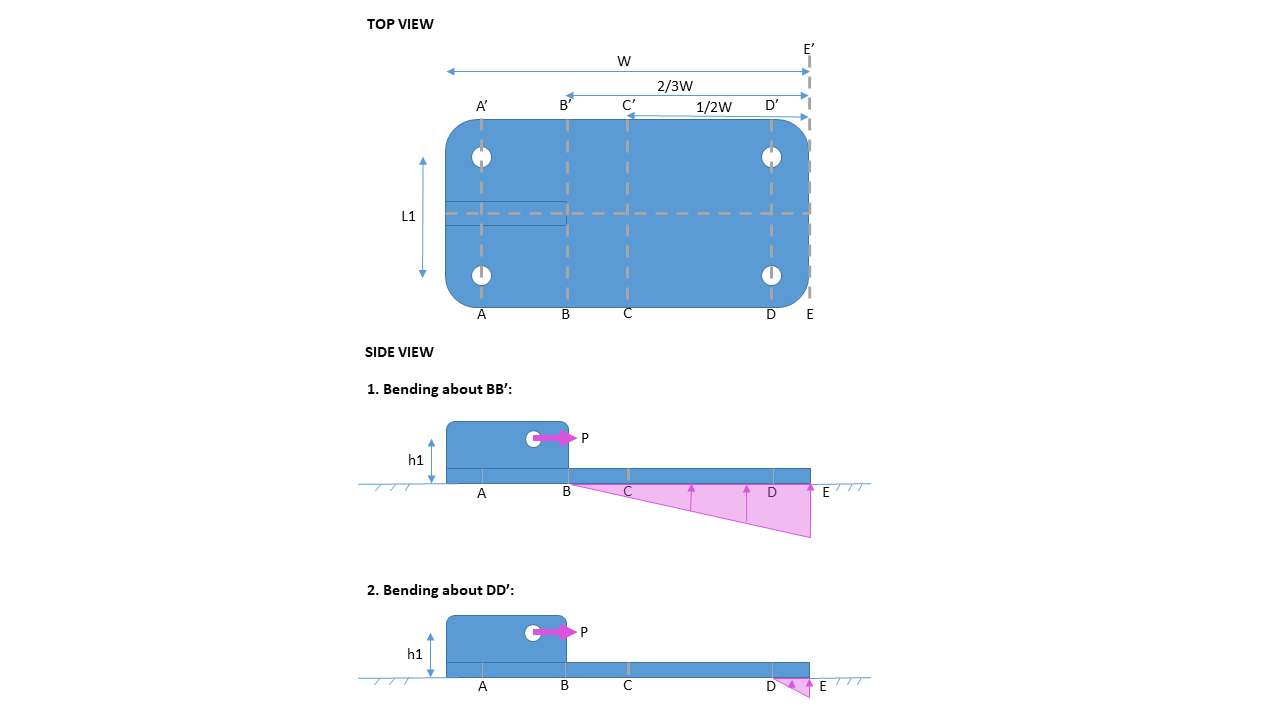 TOP VIEW
E’
W
2/3W
A’ B’ C’ 1/2W D’
L1
A B C D E
SIDE VIEW
1. Bending about BB’:
P
h1
A B C D E
2. Bending about DD’:
P
h1
A B C D E